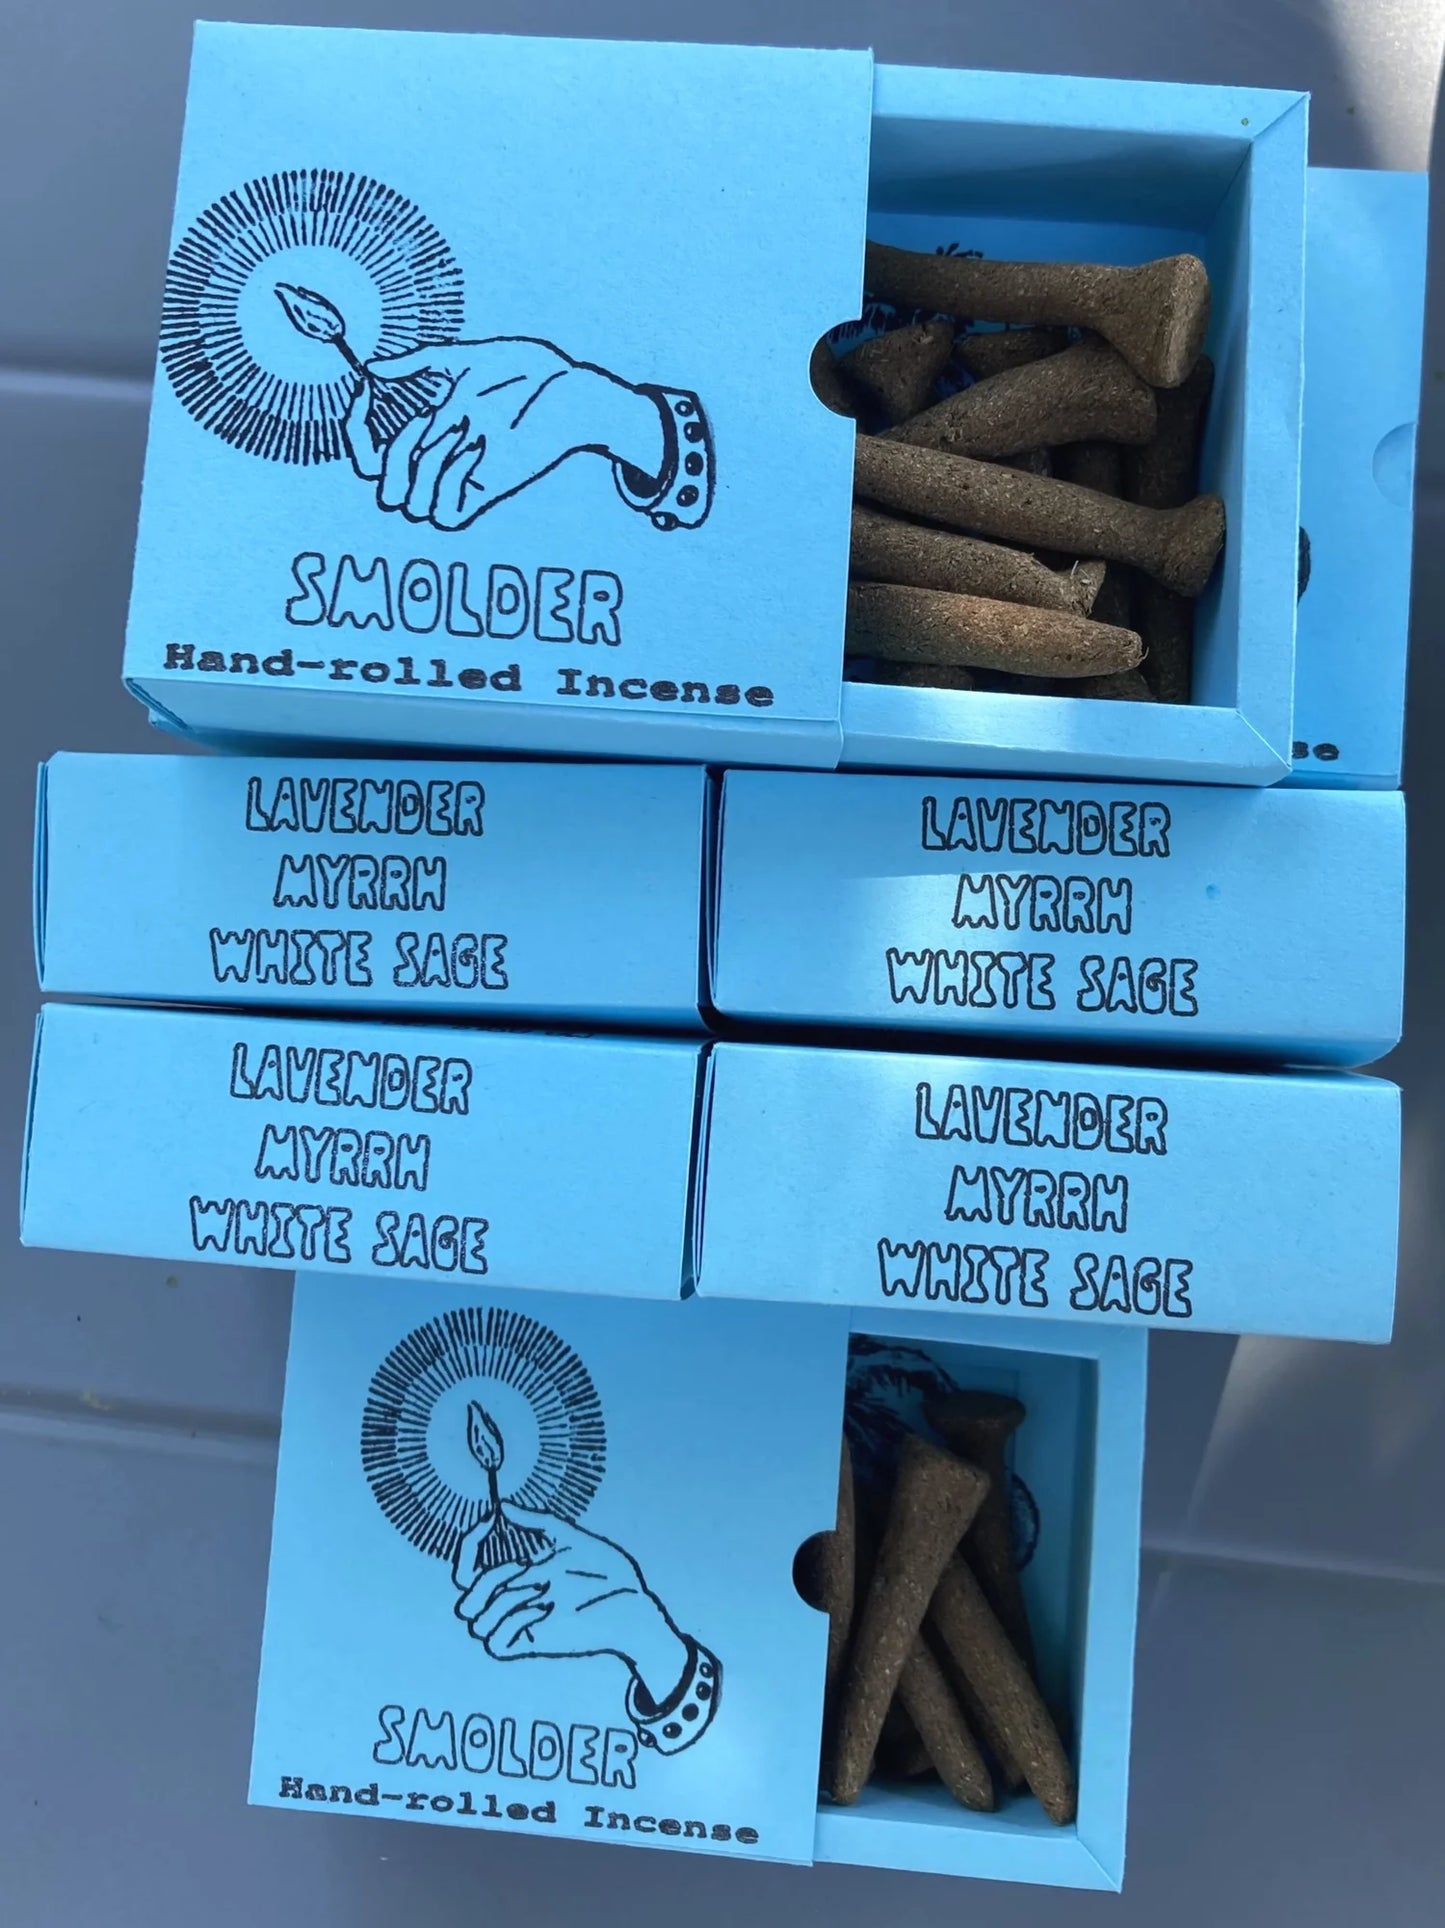 SMOLDER
Hand-rolled Incense
se
LAVENDER
MYRRH
WHITE SAGE
LAVENDER
MYRRH
WHITE SAGE
LAVENDER
MYRRH
WHITE SAGE
LAVENDER
MYRRH
WHITE SAGE
SMOLDER
Hand-rolled Incense